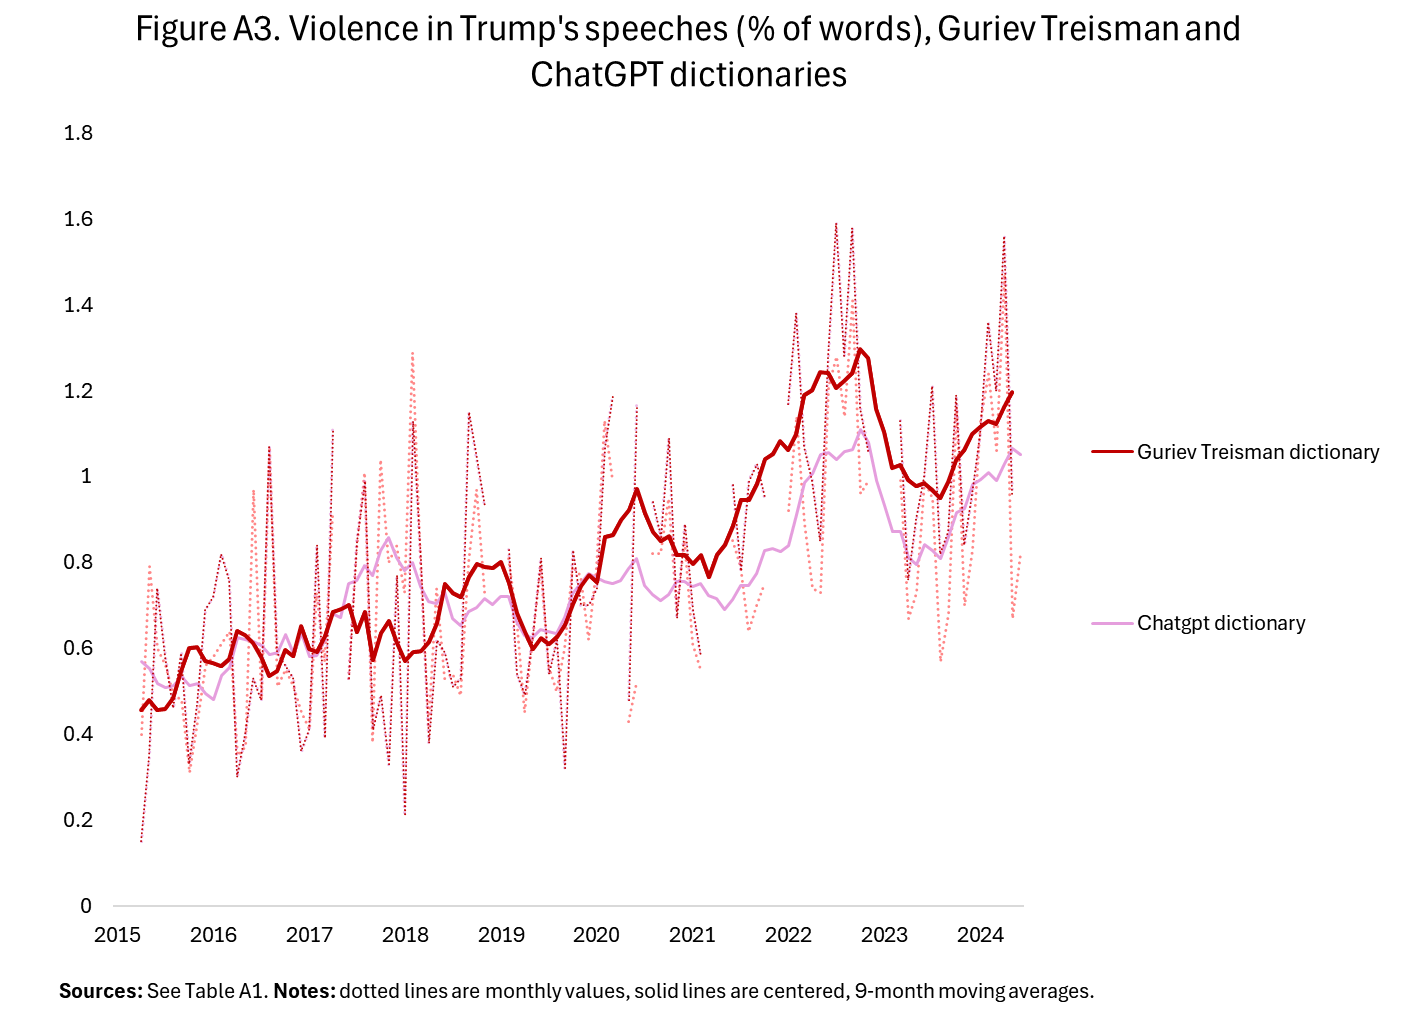 Figure A3. Violence in Trump's speeches (% of words), Guriev Treisman and
ChatGPT dictionaries
1.8
1.6
1.4
1.2
1
0.8
0.6
0.4
0.2
0
2015 2016 2017 2018 2019 2020 2021 2022 2023 2024
Guriev Treisman dictionary
Chatgpt dictionary
Sources: See Table A1. Notes: dotted lines are monthly values, solid lines are centered, 9-month moving averages.